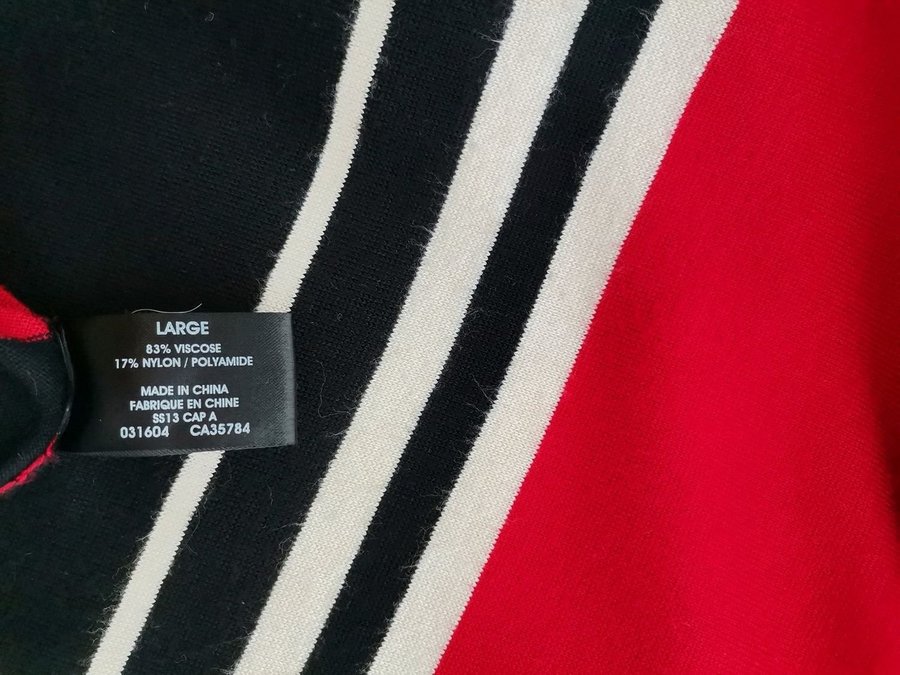 LARGE
83% VISCOSE
17% NYLON / POLYAMIDE
MADE IN CHINA
FABRIQUE EN CHINE
SS13 CAP A
031604 CA35784